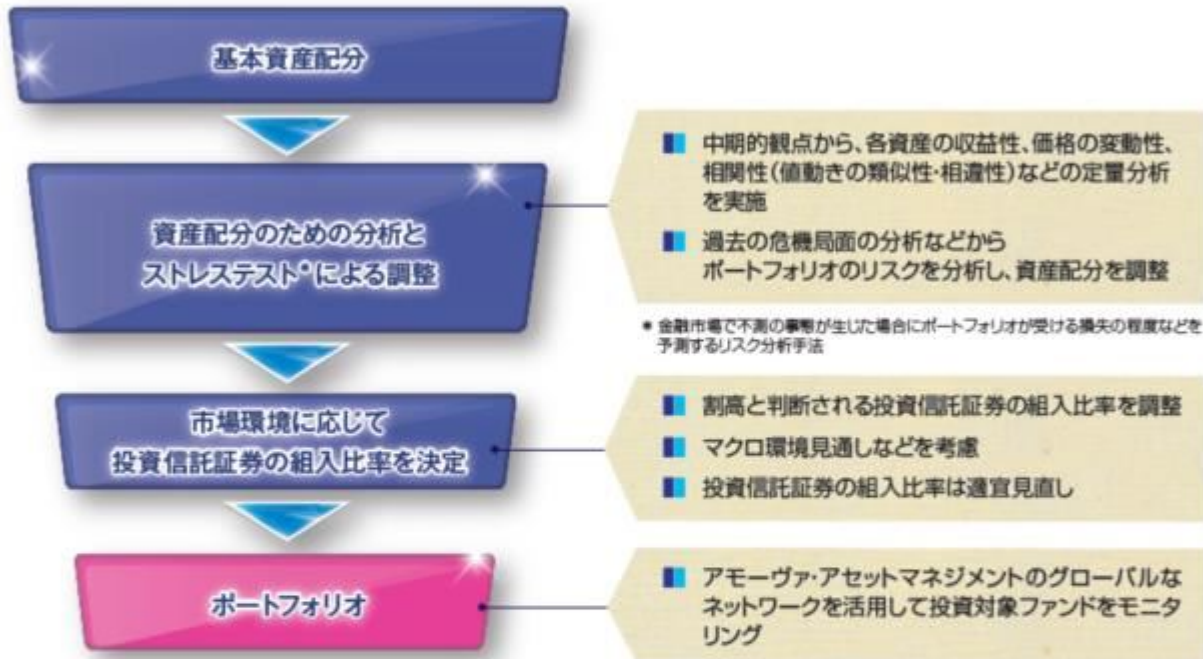 基本資産配分
資産配分のための分析と
ストレステスト*による調整
■ 中期的観点から、各資産の収益性、価格の変動性、
相関性(値動きの類似性・相違性)などの定量分析
を実施
■ 過去の危機局面の分析などから
ポートフォリオのリスクを分析し、資産配分を調整
* 金融市場で不測の事態が生じた場合にポートフォリオが受ける損失の程度などを
予測するリスク分析手法
市場環境に応じて
投資信託証券の組入比率を決定
■ 割高と判断される投資信託証券の組入比率を調整
■ マクロ環境見通しなどを考慮
■ 投資信託証券の組入比率は適宜見直し
ポートフォリオ
■ アモーヴァ・アセットマネジメントのグローバルな
ネットワークを活用して投資対象ファンドをモニタ
リング